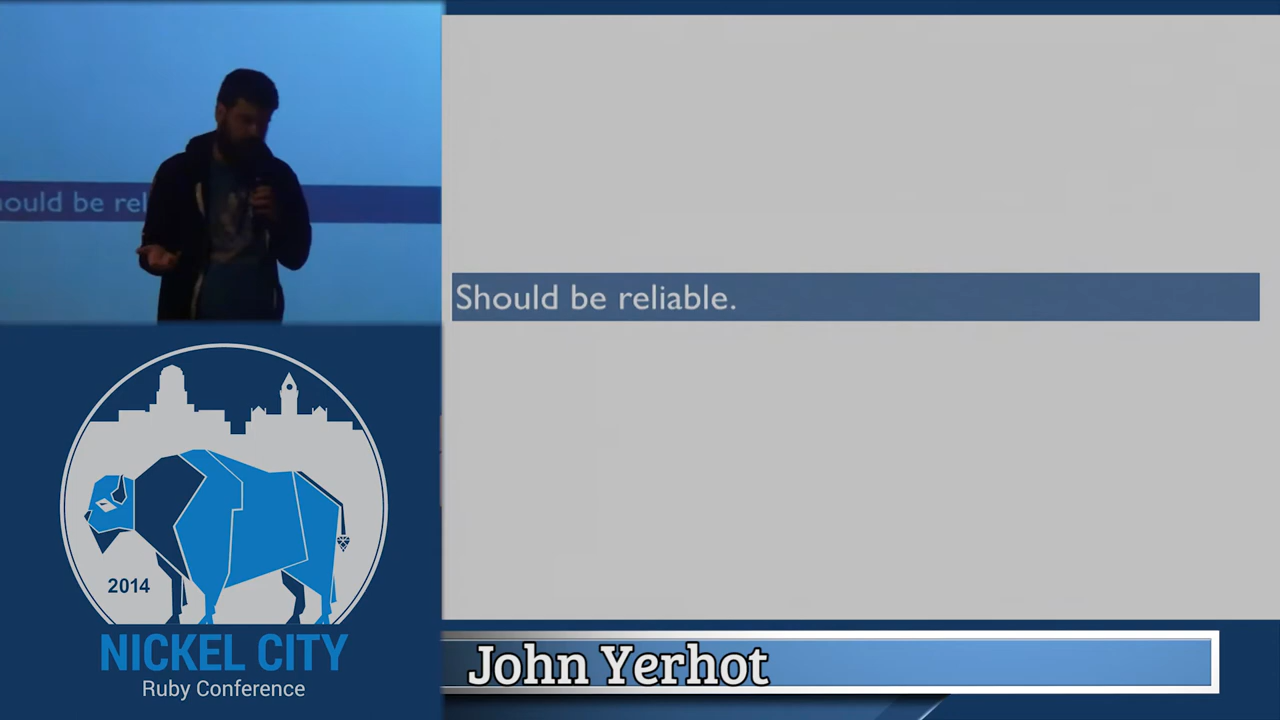 ould be rel
Should be reliable.
2014
NICKEL CITY
Ruby Conference
John Yerhot